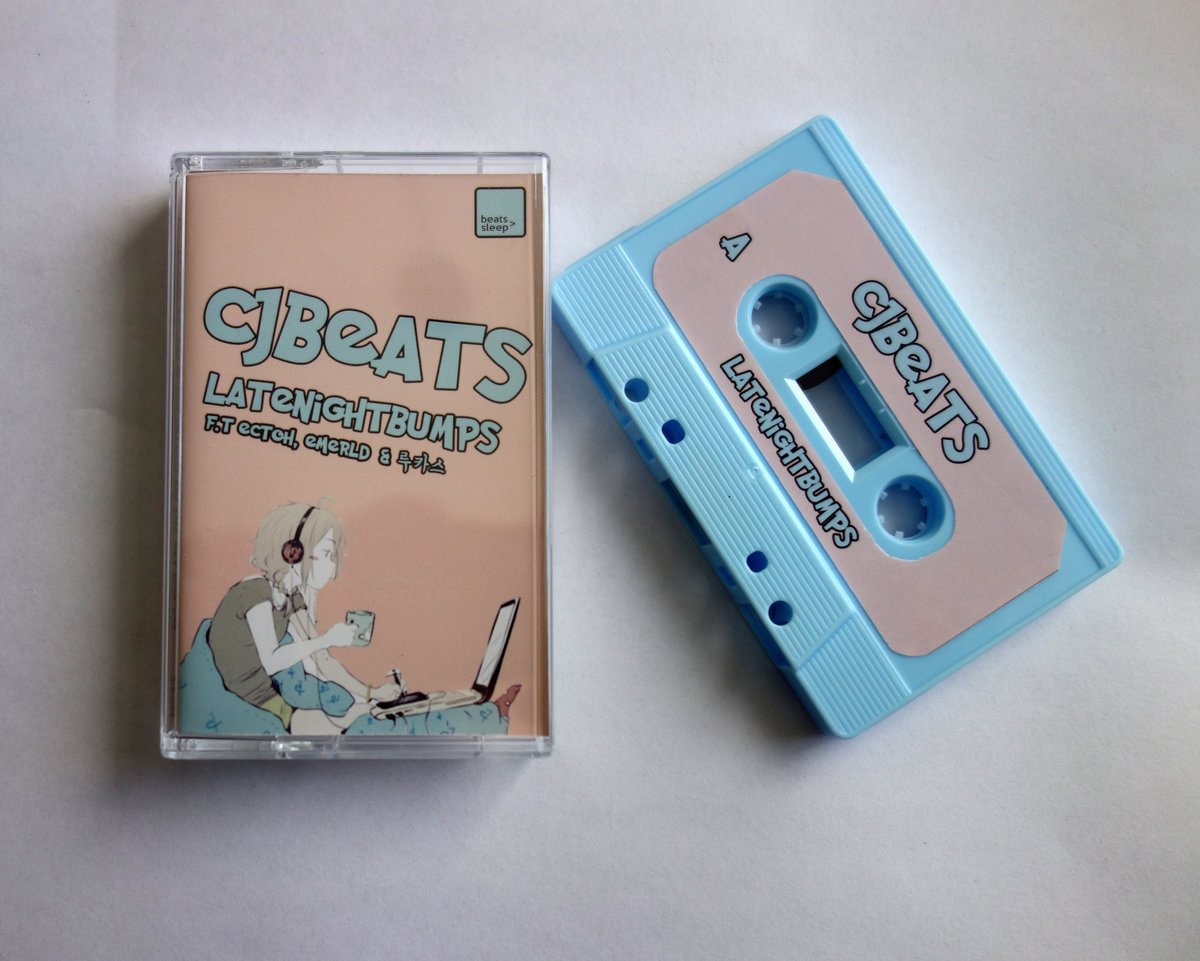 beats
sleep>
CJBEATS
LATENIGHTBUMPS
F.T ECTOH, EMERLD & 루카스
A
CJBEATS
LATENIGHTBUMPS